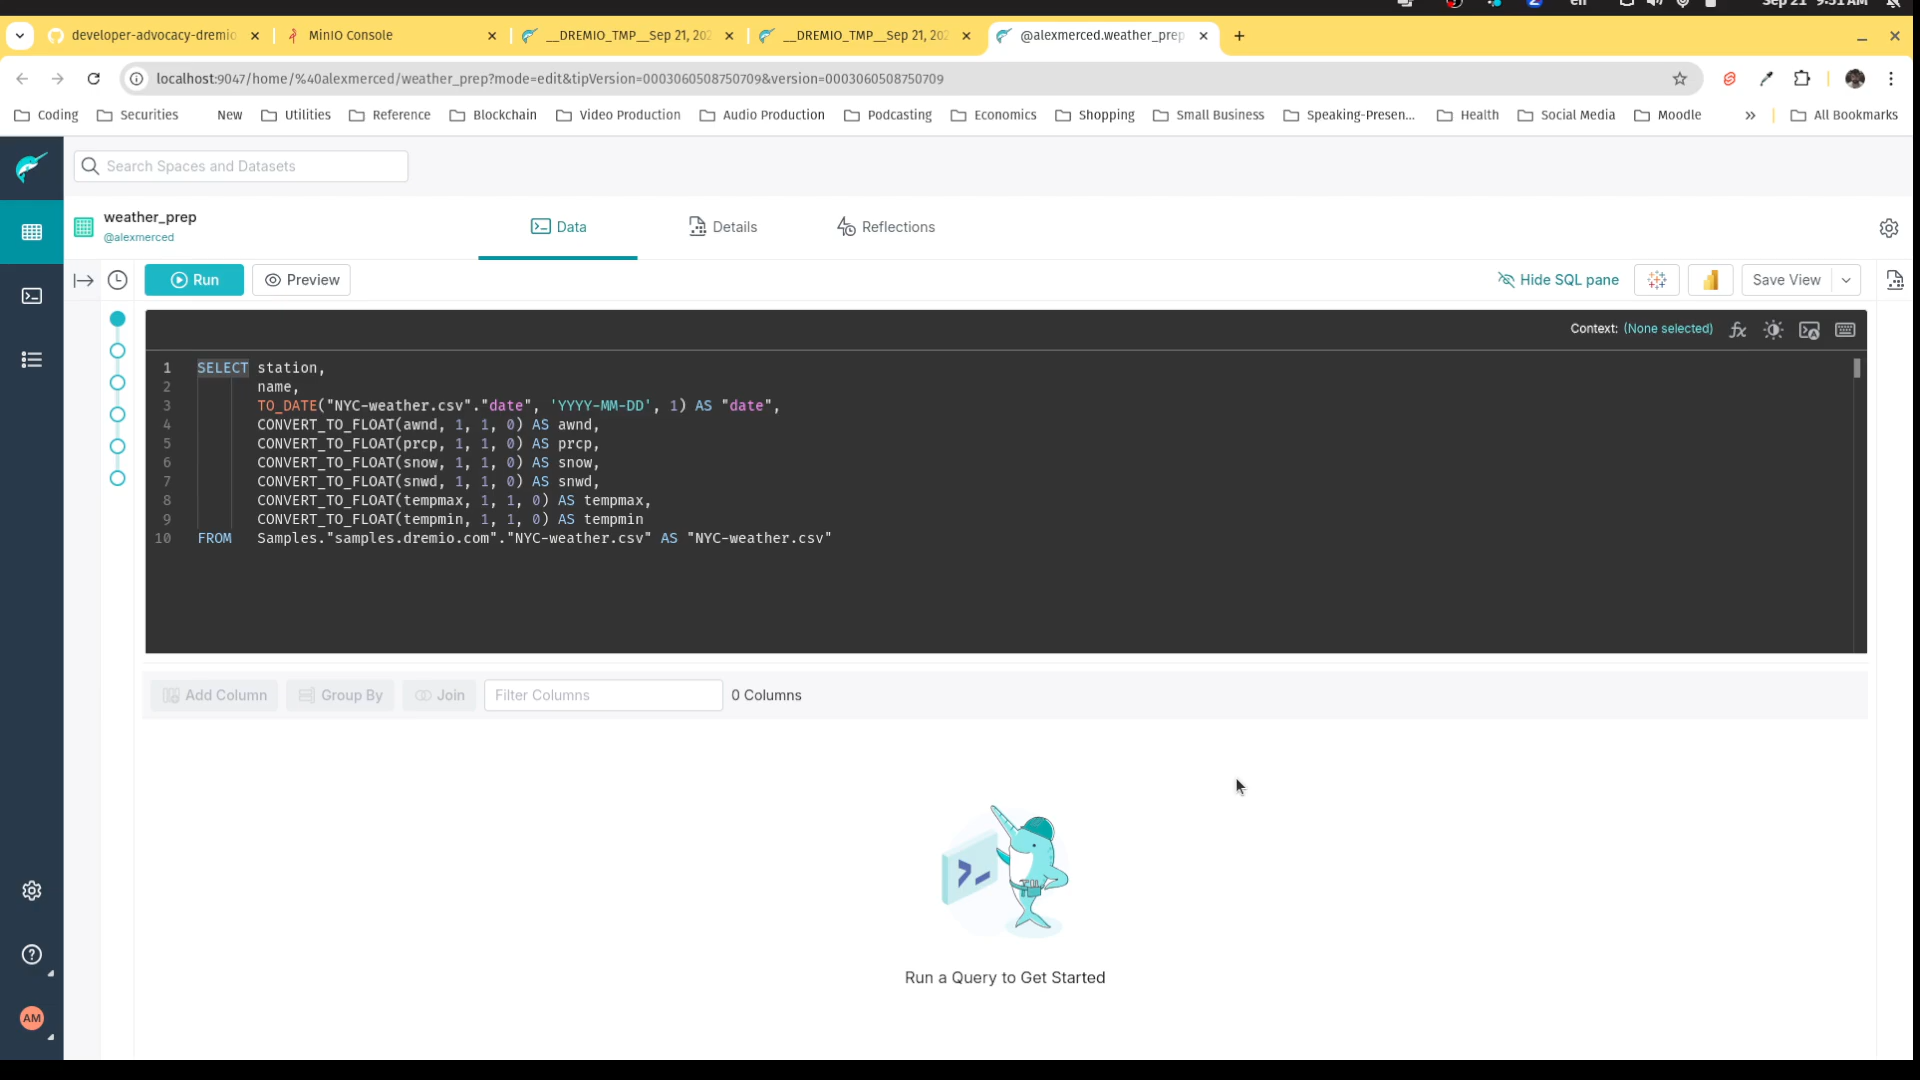 en
Sep 21 9:51 AM
developer-advocacy-dremio
MinIO Console
__DREMIO_TMP__Sep 21, 202
__DREMIO_TMP__Sep 21, 202
@alexmerced.weather_prep
localhost:9047/home/%40alexmerced/weather_prep?mode=edit&tipVersion=0003060508750709&version=0003060508750709
Coding
Securities
New
Utilities
Reference
Blockchain
Video Production
Audio Production
Podcasting
Economics
Shopping
Small Business
Speaking-Presen...
Health
Social Media
Moodle
All Bookmarks
Search Spaces and Datasets
weather_prep
@alexmerced
Data
Details
Reflections
Run
Preview
Hide SQL pane
Save View
Context: (None selected)
1 SELECT station,
2 name,
3 TO_DATE("NYC-weather.csv"."date", 'YYYY-MM-DD', 1) AS "date",
4 CONVERT_TO_FLOAT(awnd, 1, 1, 0) AS awnd,
5 CONVERT_TO_FLOAT(prcp, 1, 1, 0) AS prcp,
6 CONVERT_TO_FLOAT(snow, 1, 1, 0) AS snow,
7 CONVERT_TO_FLOAT(snwd, 1, 1, 0) AS snwd,
8 CONVERT_TO_FLOAT(tempmax, 1, 1, 0) AS tempmax,
9 CONVERT_TO_FLOAT(tempmin, 1, 1, 0) AS tempmin
10 FROM Samples."samples.dremio.com"."NYC-weather.csv" AS "NYC-weather.csv"
Add Column
Group By
Join
Filter Columns
0 Columns
Run a Query to Get Started
AM